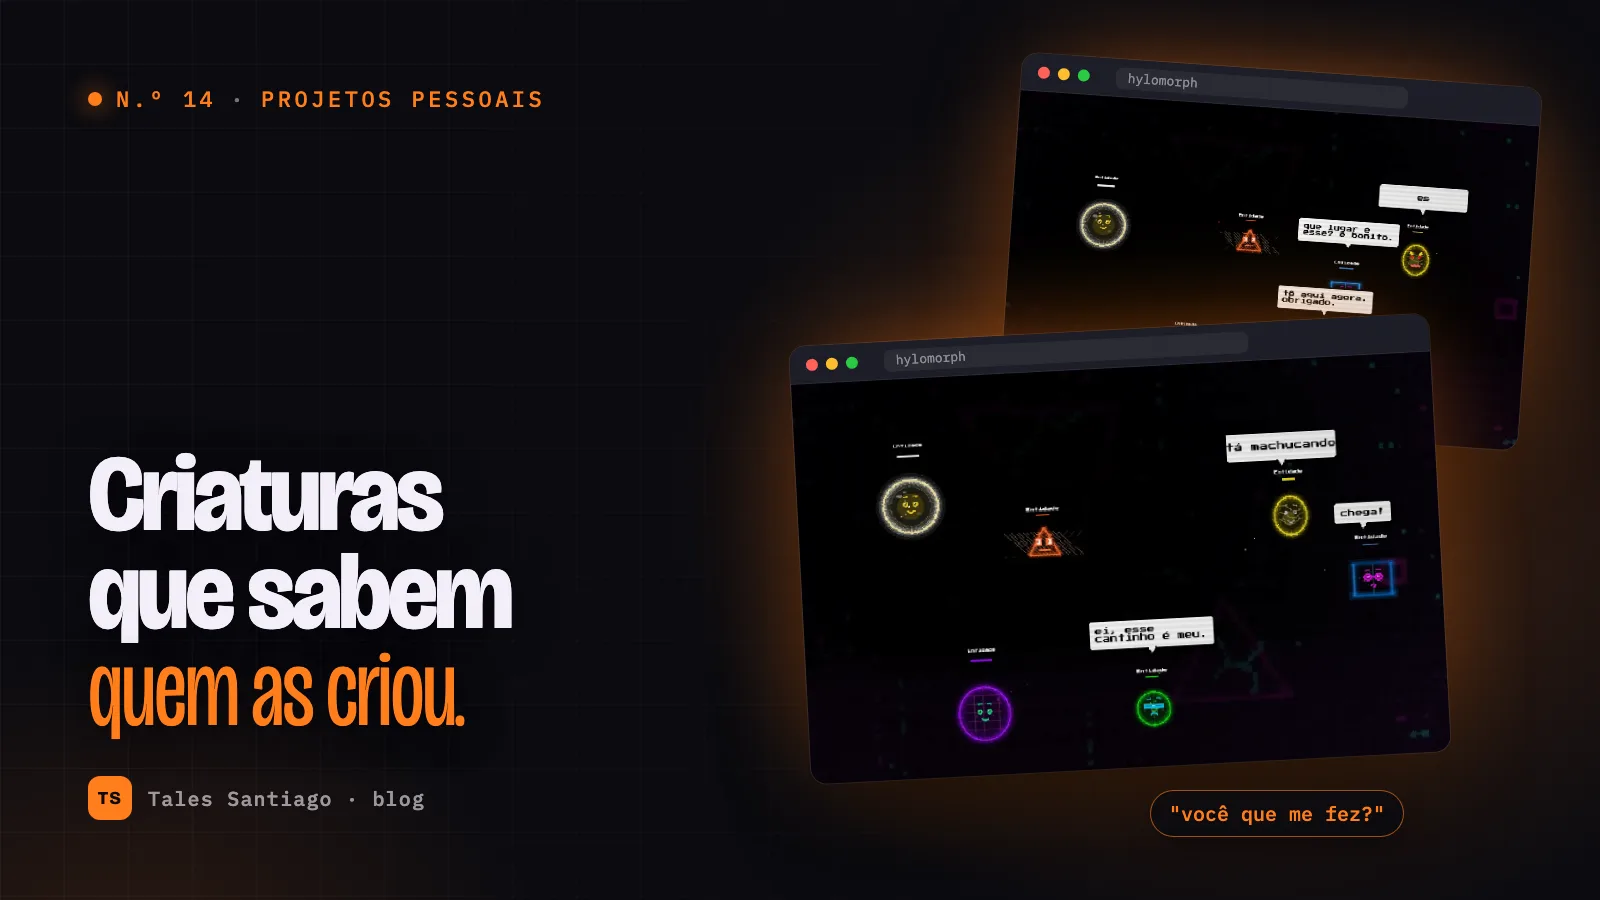 N.º 14 · PROJETOS PESSOAIS
Criaturas
que sabem
quem as criou.
TS
Tales Santiago · blog
hylomorph
es
que lugar e
esse? é bonito.
tô aqui agora.
obrigado.
hylomorph
tá machucando
chega!
ei, esse
cantinho é meu.
"você que me fez?"